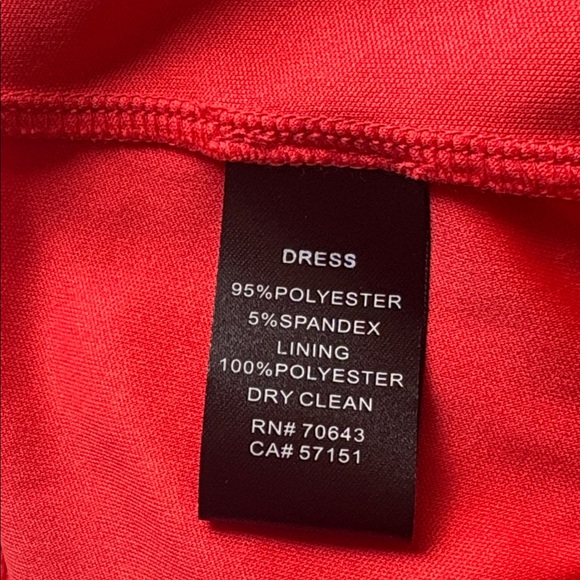 DRESS
95%POLYESTER
5%SPANDEX
LINING
100%POLYESTER
DRY CLEAN
RN# 70643
CA# 57151